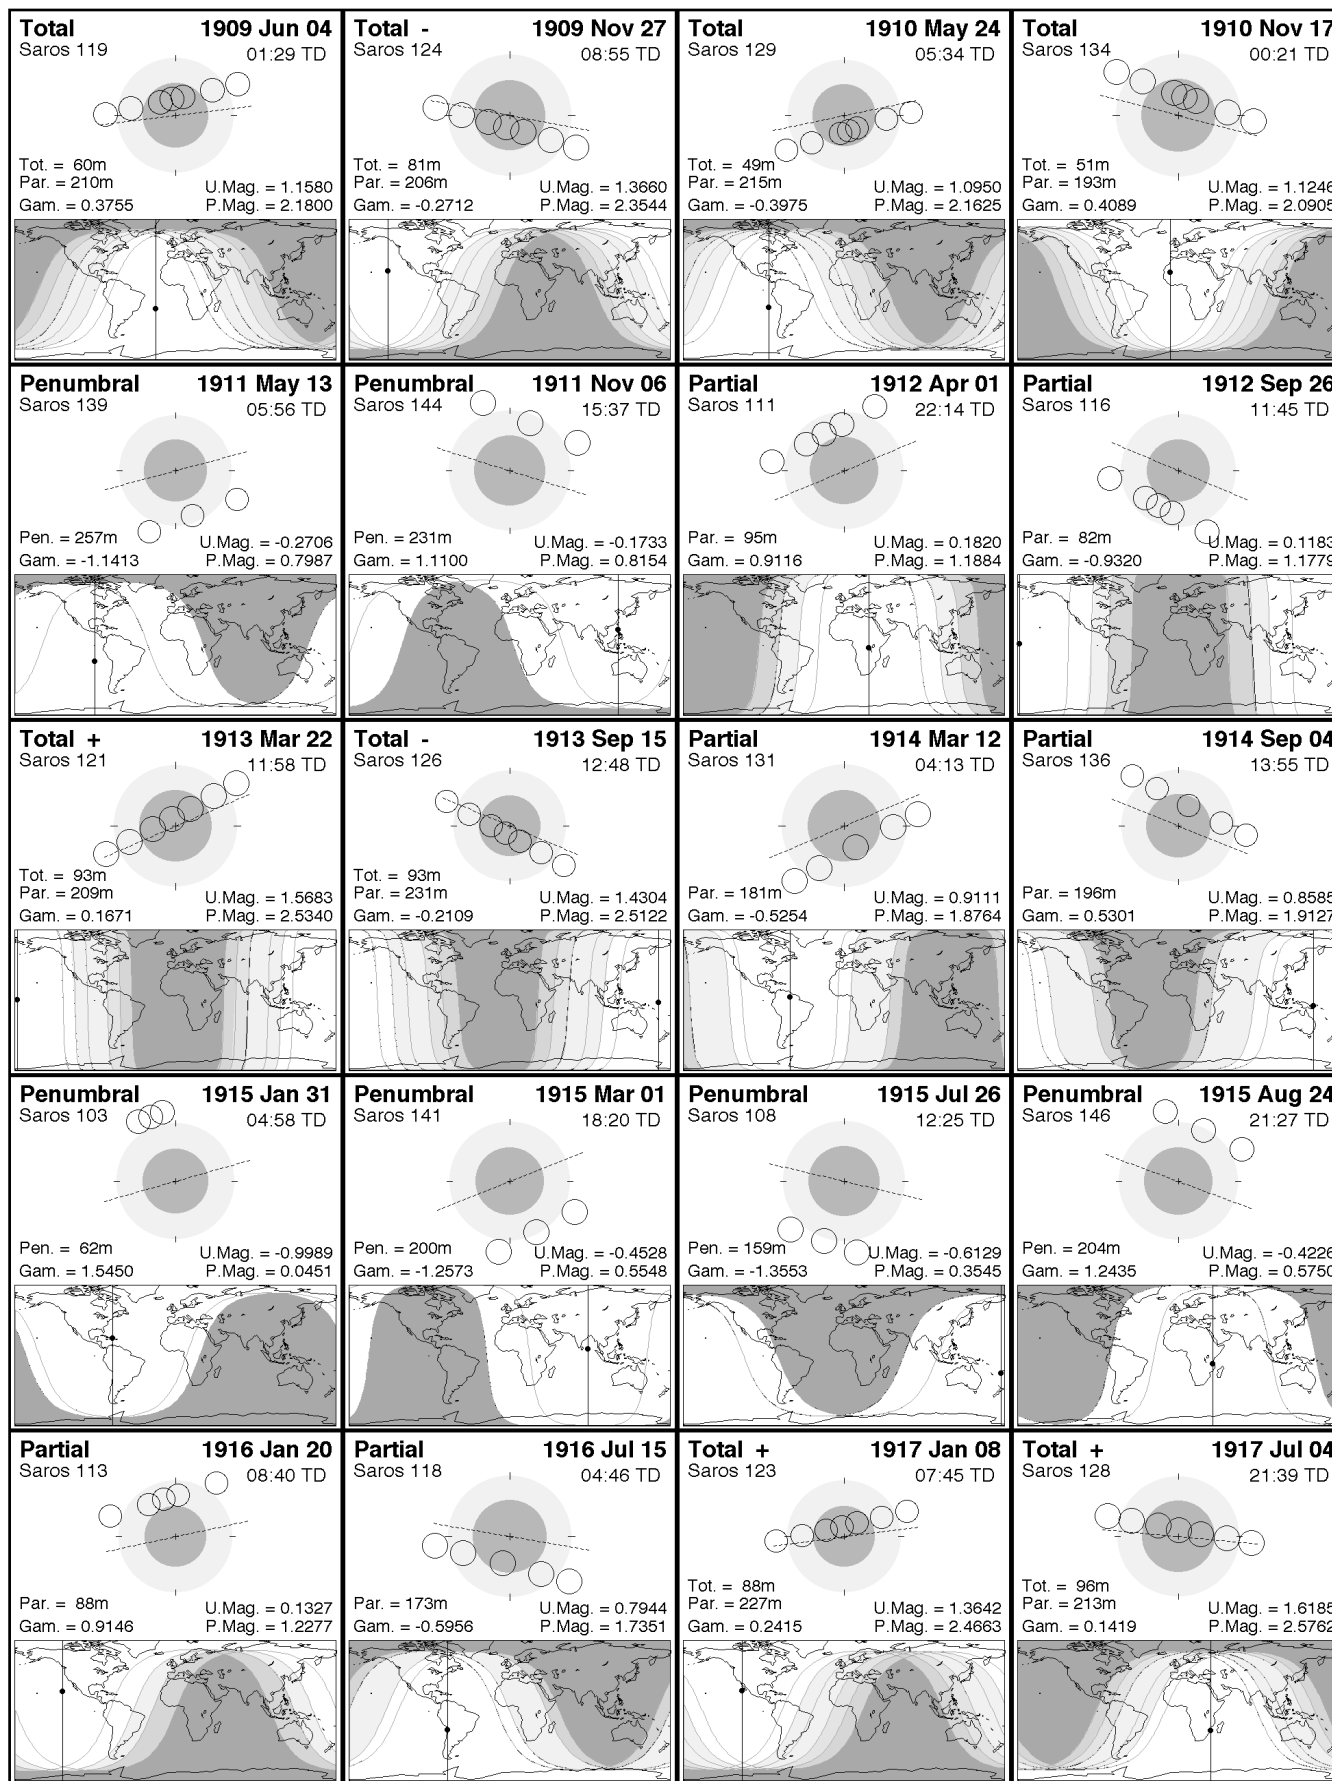 Total 1909 Jun 04
Saros 119 01:29 TD
Tot. = 60m
Par. = 210m U.Mag. = 1.1580
Gam. = 0.3755 P.Mag. = 2.1800
Total - 1909 Nov 27
Saros 124 08:55 TD
Tot. = 81m
Par. = 206m U.Mag. = 1.3660
Gam. = -0.2712 P.Mag. = 2.3544
Total 1910 May 24
Saros 129 05:34 TD
Tot. = 49m
Par. = 215m U.Mag. = 1.0950
Gam. = -0.3975 P.Mag. = 2.1625
Total 1910 Nov 17
Saros 134 00:21 TD
Tot. = 51m
Par. = 193m U.Mag. = 1.1246
Gam. = 0.4089 P.Mag. = 2.0905
Penumbral 1911 May 13
Saros 139 05:56 TD
Pen. = 257m U.Mag. = -0.2706
Gam. = -1.1413 P.Mag. = 0.7987
Penumbral 1911 Nov 06
Saros 144 15:37 TD
Pen. = 231m U.Mag. = -0.1733
Gam. = 1.1100 P.Mag. = 0.8154
Partial 1912 Apr 01
Saros 111 22:14 TD
Par. = 95m U.Mag. = 0.1820
Gam. = 0.9116 P.Mag. = 1.1884
Partial 1912 Sep 26
Saros 116 11:45 TD
Par. = 82m U.Mag. = 0.1183
Gam. = -0.9320 P.Mag. = 1.1779
Total + 1913 Mar 22
Saros 121 11:58 TD
Tot. = 93m
Par. = 209m U.Mag. = 1.5683
Gam. = 0.1671 P.Mag. = 2.5340
Total - 1913 Sep 15
Saros 126 12:48 TD
Tot. = 93m
Par. = 231m U.Mag. = 1.4304
Gam. = -0.2109 P.Mag. = 2.5122
Partial 1914 Mar 12
Saros 131 04:13 TD
Par. = 181m U.Mag. = 0.9111
Gam. = -0.5254 P.Mag. = 1.8764
Partial 1914 Sep 04
Saros 136 13:55 TD
Par. = 196m U.Mag. = 0.8585
Gam. = 0.5301 P.Mag. = 1.9127
Penumbral 1915 Jan 31
Saros 103 04:58 TD
Pen. = 62m U.Mag. = -0.9989
Gam. = 1.5450 P.Mag. = 0.0451
Penumbral 1915 Mar 01
Saros 141 18:20 TD
Pen. = 200m U.Mag. = -0.4528
Gam. = -1.2573 P.Mag. = 0.5548
Penumbral 1915 Jul 26
Saros 108 12:25 TD
Pen. = 159m U.Mag. = -0.6129
Gam. = -1.3553 P.Mag. = 0.3545
Penumbral 1915 Aug 24
Saros 146 21:27 TD
Pen. = 204m U.Mag. = -0.4226
Gam. = 1.2435 P.Mag. = 0.5750
Partial 1916 Jan 20
Saros 113 08:40 TD
Par. = 88m U.Mag. = 0.1327
Gam. = 0.9146 P.Mag. = 1.2277
Partial 1916 Jul 15
Saros 118 04:46 TD
Par. = 173m U.Mag. = 0.7944
Gam. = -0.5956 P.Mag. = 1.7351
Total + 1917 Jan 08
Saros 123 07:45 TD
Tot. = 88m
Par. = 227m U.Mag. = 1.3642
Gam. = 0.2415 P.Mag. = 2.4663
Total + 1917 Jul 04
Saros 128 21:39 TD
Tot. = 96m
Par. = 213m U.Mag. = 1.6185
Gam. = 0.1419 P.Mag. = 2.5762